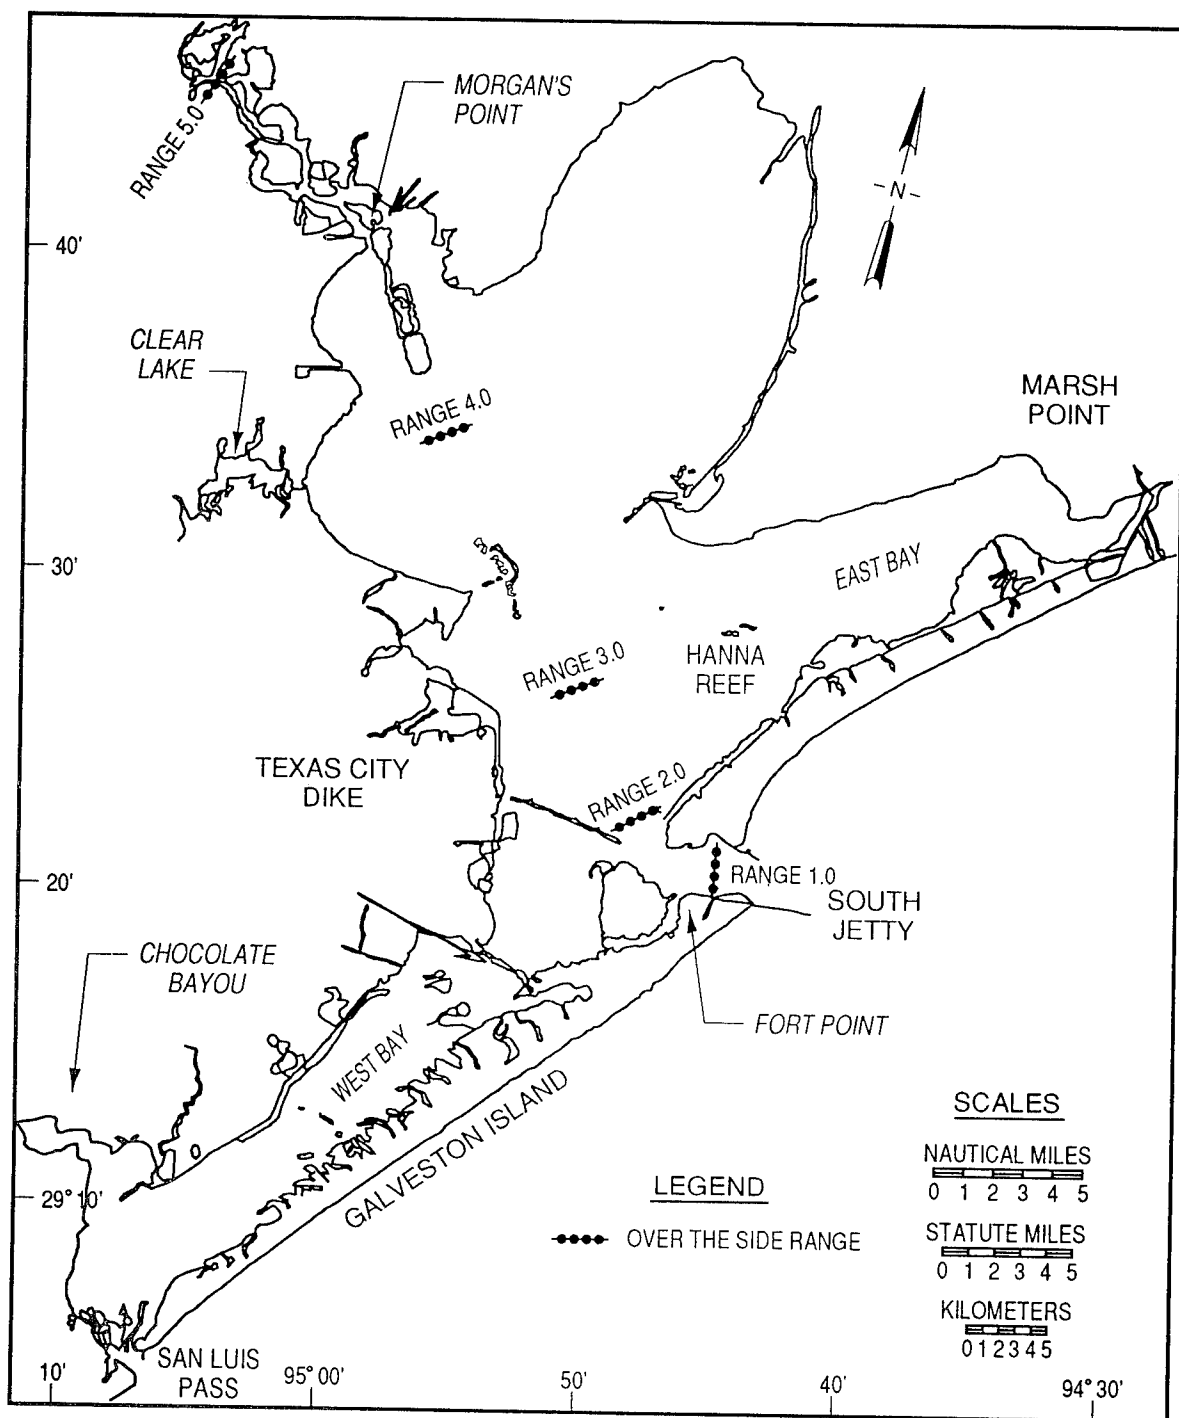 MORGAN'S
POINT
RANGE 5.0
-N-
40'
CLEAR
LAKE
MARSH
POINT
RANGE 4.0
30'
EAST BAY
HANNA
REEF
RANGE 3.0
TEXAS CITY
DIKE
RANGE 2.0
RANGE 1.0
20'
SOUTH
JETTY
CHOCOLATE
BAYOU
FORT POINT
WEST BAY
GALVESTON ISLAND
SCALES
NAUTICAL MILES
0 1 2 3 4 5
LEGEND
29° 10'
OVER THE SIDE RANGE
STATUTE MILES
0 1 2 3 4 5
KILOMETERS
0 1 2 3 4 5
SAN LUIS
PASS
10'
95° 00'
50'
40'
94° 30'